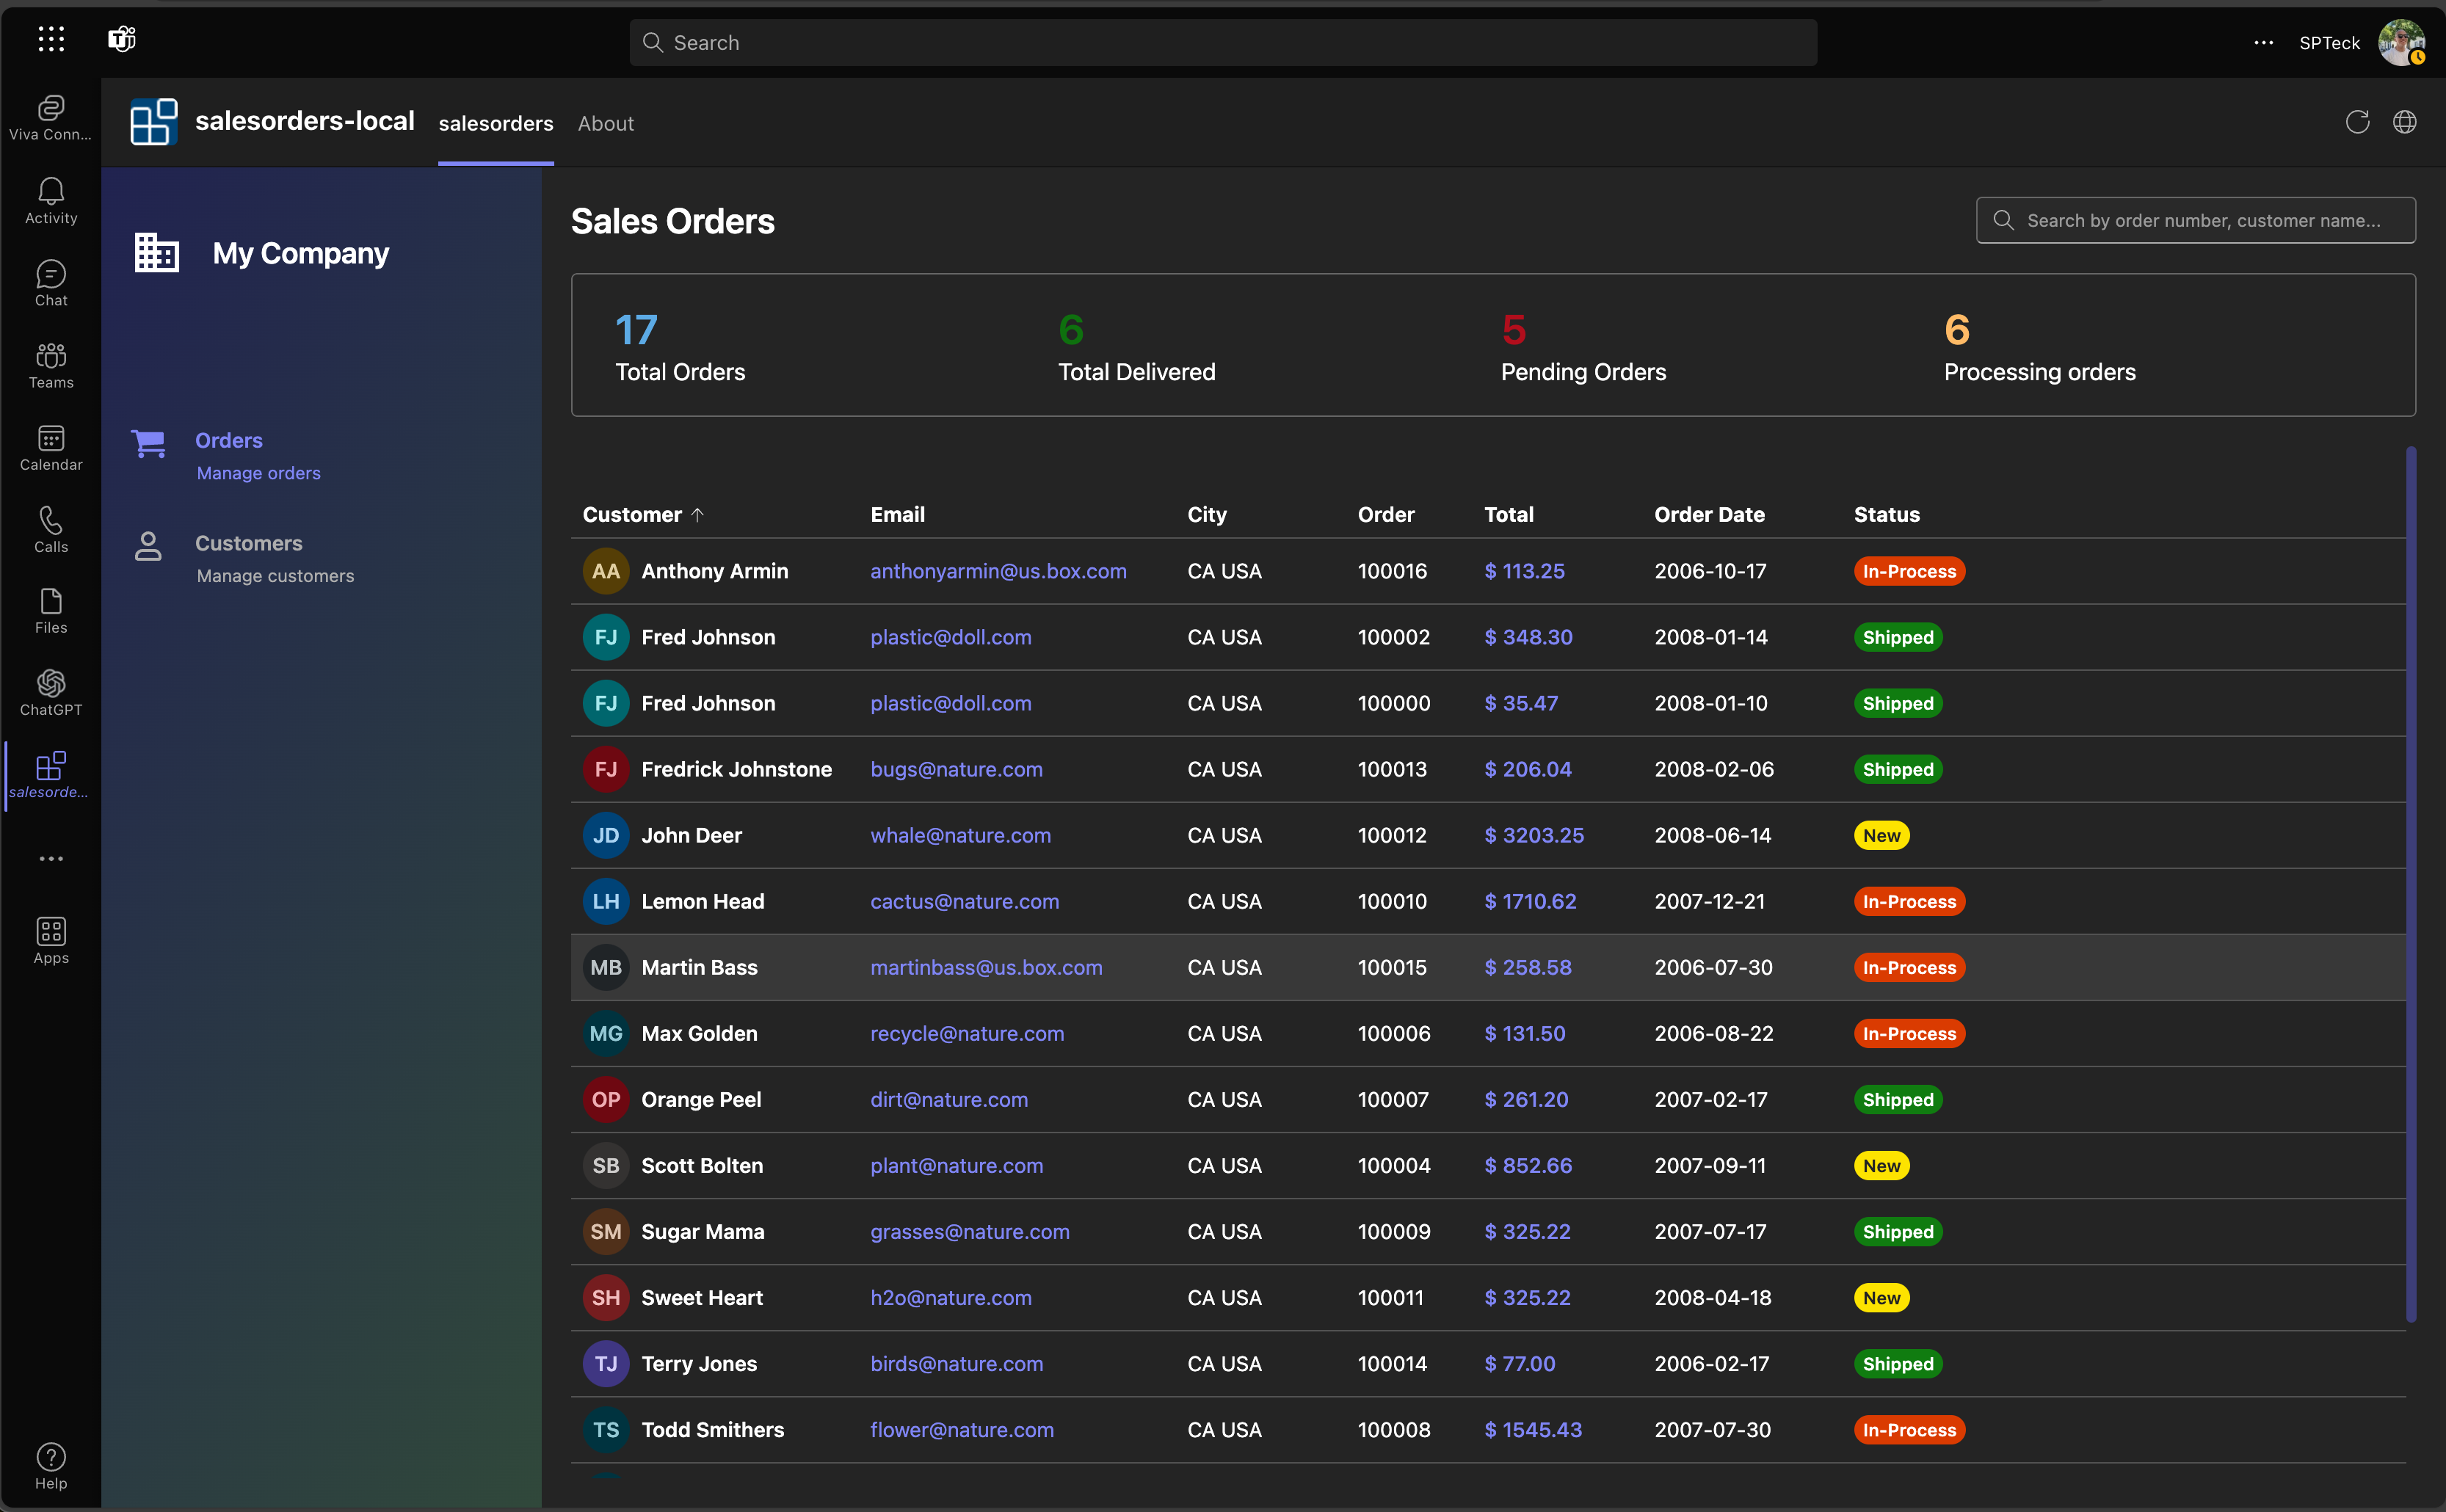 Search
SPTeck
Viva Conn...
Activity
Chat
Teams
Calendar
Calls
Files
ChatGPT
salesorde...
Apps
Help
salesorders-local salesorders About
My Company
Orders
Manage orders
Customers
Manage customers
Sales Orders
Search by order number, customer name...
17 6 5 6
Total Orders Total Delivered Pending Orders Processing orders
Customer Email City Order Total Order Date Status
AA Anthony Armin anthonyarmin@us.box.com CA USA 100016 $ 113.25 2006-10-17 In-Process
FJ Fred Johnson plastic@doll.com CA USA 100002 $ 348.30 2008-01-14 Shipped
FJ Fred Johnson plastic@doll.com CA USA 100000 $ 35.47 2008-01-10 Shipped
FJ Fredrick Johnstone bugs@nature.com CA USA 100013 $ 206.04 2008-02-06 Shipped
JD John Deer whale@nature.com CA USA 100012 $ 3203.25 2008-06-14 New
LH Lemon Head cactus@nature.com CA USA 100010 $ 1710.62 2007-12-21 In-Process
MB Martin Bass martinbass@us.box.com CA USA 100015 $ 258.58 2006-07-30 In-Process
MG Max Golden recycle@nature.com CA USA 100006 $ 131.50 2006-08-22 In-Process
OP Orange Peel dirt@nature.com CA USA 100007 $ 261.20 2007-02-17 Shipped
SB Scott Bolten plant@nature.com CA USA 100004 $ 852.66 2007-09-11 New
SM Sugar Mama grasses@nature.com CA USA 100009 $ 325.22 2007-07-17 Shipped
SH Sweet Heart h2o@nature.com CA USA 100011 $ 325.22 2008-04-18 New
TJ Terry Jones birds@nature.com CA USA 100014 $ 77.00 2006-02-17 Shipped
TS Todd Smithers flower@nature.com CA USA 100008 $ 1545.43 2007-07-30 In-Process